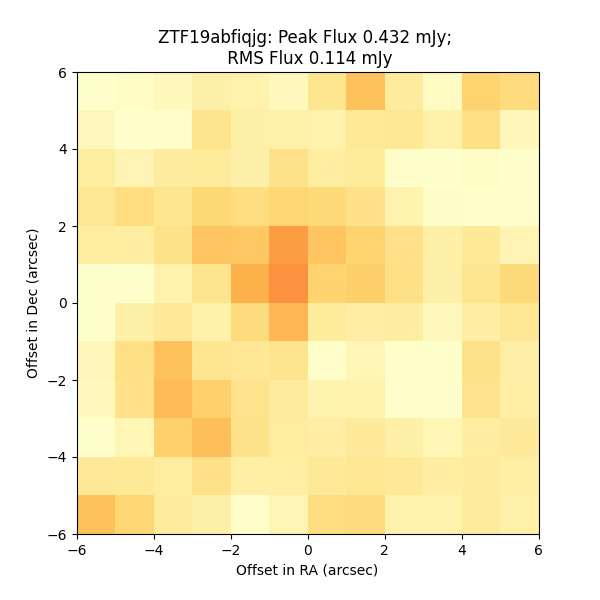 ZTF19abfiqjg: Peak Flux 0.432 mJy;
RMS Flux 0.114 mJy
6
4
2
0
−2
−4
−6
Offset in Dec (arcsec)
−6 −4 −2 0 2 4 6
Offset in RA (arcsec)